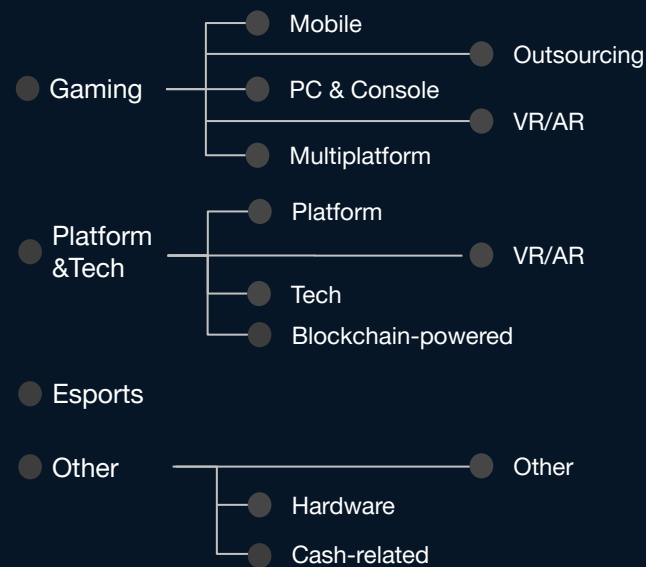 Mobile
Outsourcing
Gaming
PC & Console
VR/AR
Multiplatform
Platform
Platform
&Tech
VR/AR
Tech
Blockchain-powered
Esports
Other
Other
Hardware
Cash-related